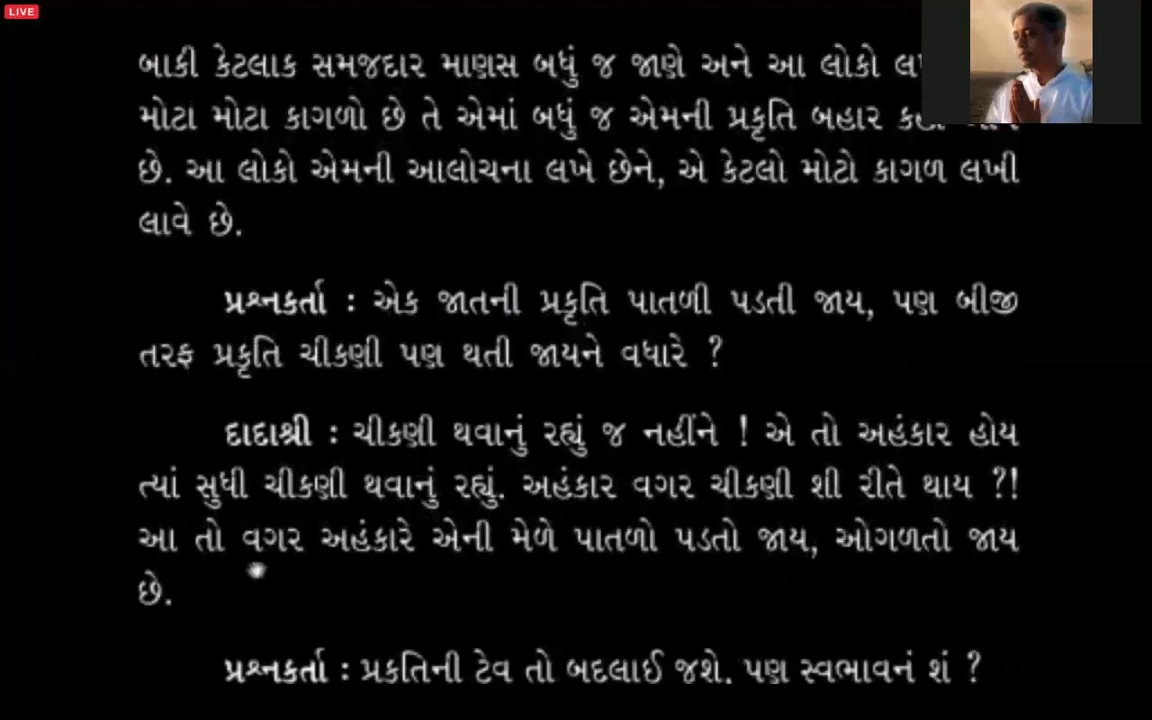 LIVE
બાકી કેટલાક સમજદાર માણસ બધું જ જાણે અને આ લોકો
મોટા મોટા કાગળો છે તે એમાં બધું જ એમની પ્રકૃતિ બહાર
છે. આ લોકો એમની આલોચના લખે છેને, એ કેટલો મોટો કાગળ લખી
લાવે છે.
પ્રશ્નકર્તા : એક જાતની પ્રકૃતિ પાતળી પડતી જાય, પણ બીજી
તરફ પ્રકૃતિ ચીકણી પણ થતી જાયને વધારે ?
દાદાશ્રી : ચીકણી થવાનું રહ્યું જ નહીંને ! એ તો અહંકાર હોય
ત્યાં સુધી ચીકણી થવાનું રહ્યું. અહંકાર વગર ચીકણી શી રીતે થાય ?!
આ તો વગર અહંકારે એની મેળે પાતળો પડતો જાય, ઓગળતો જાય
છે.
પ્રશ્નકર્તા : પ્રકૃતિની ટેવ તો બદલાઈ જશે. પણ સ્વભાવનું શું ?